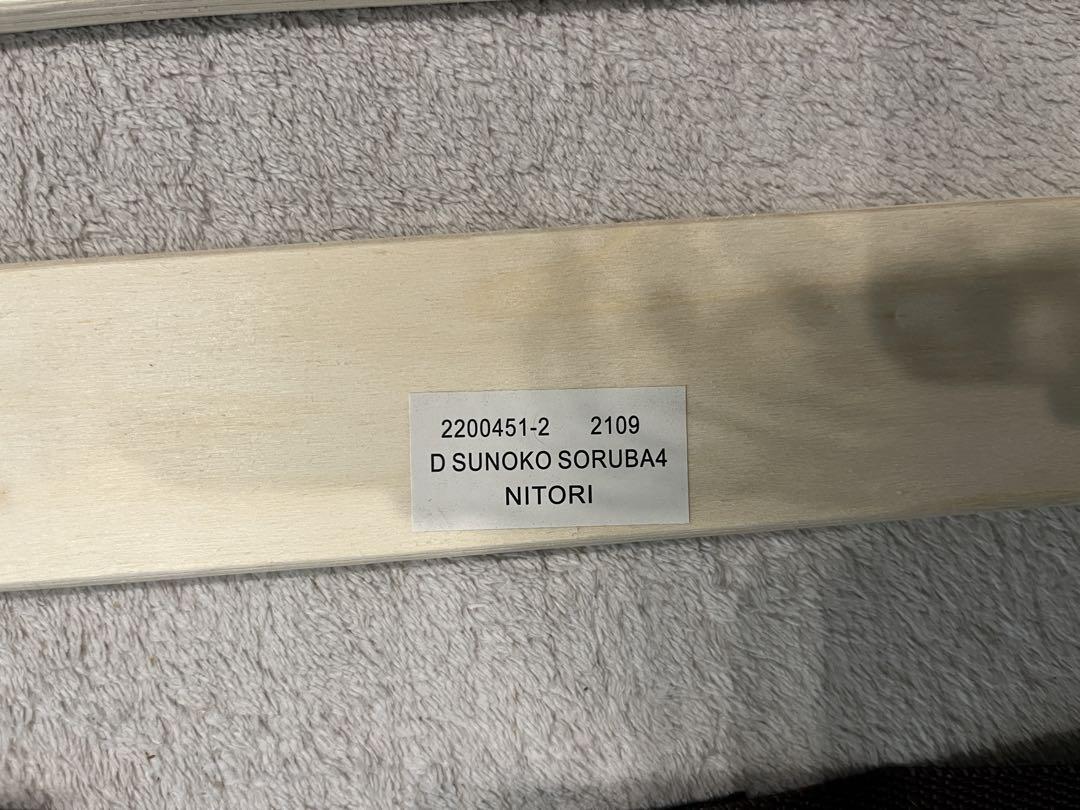 2200451-2 2109
D SUNOKO SORUBA4
NITORI